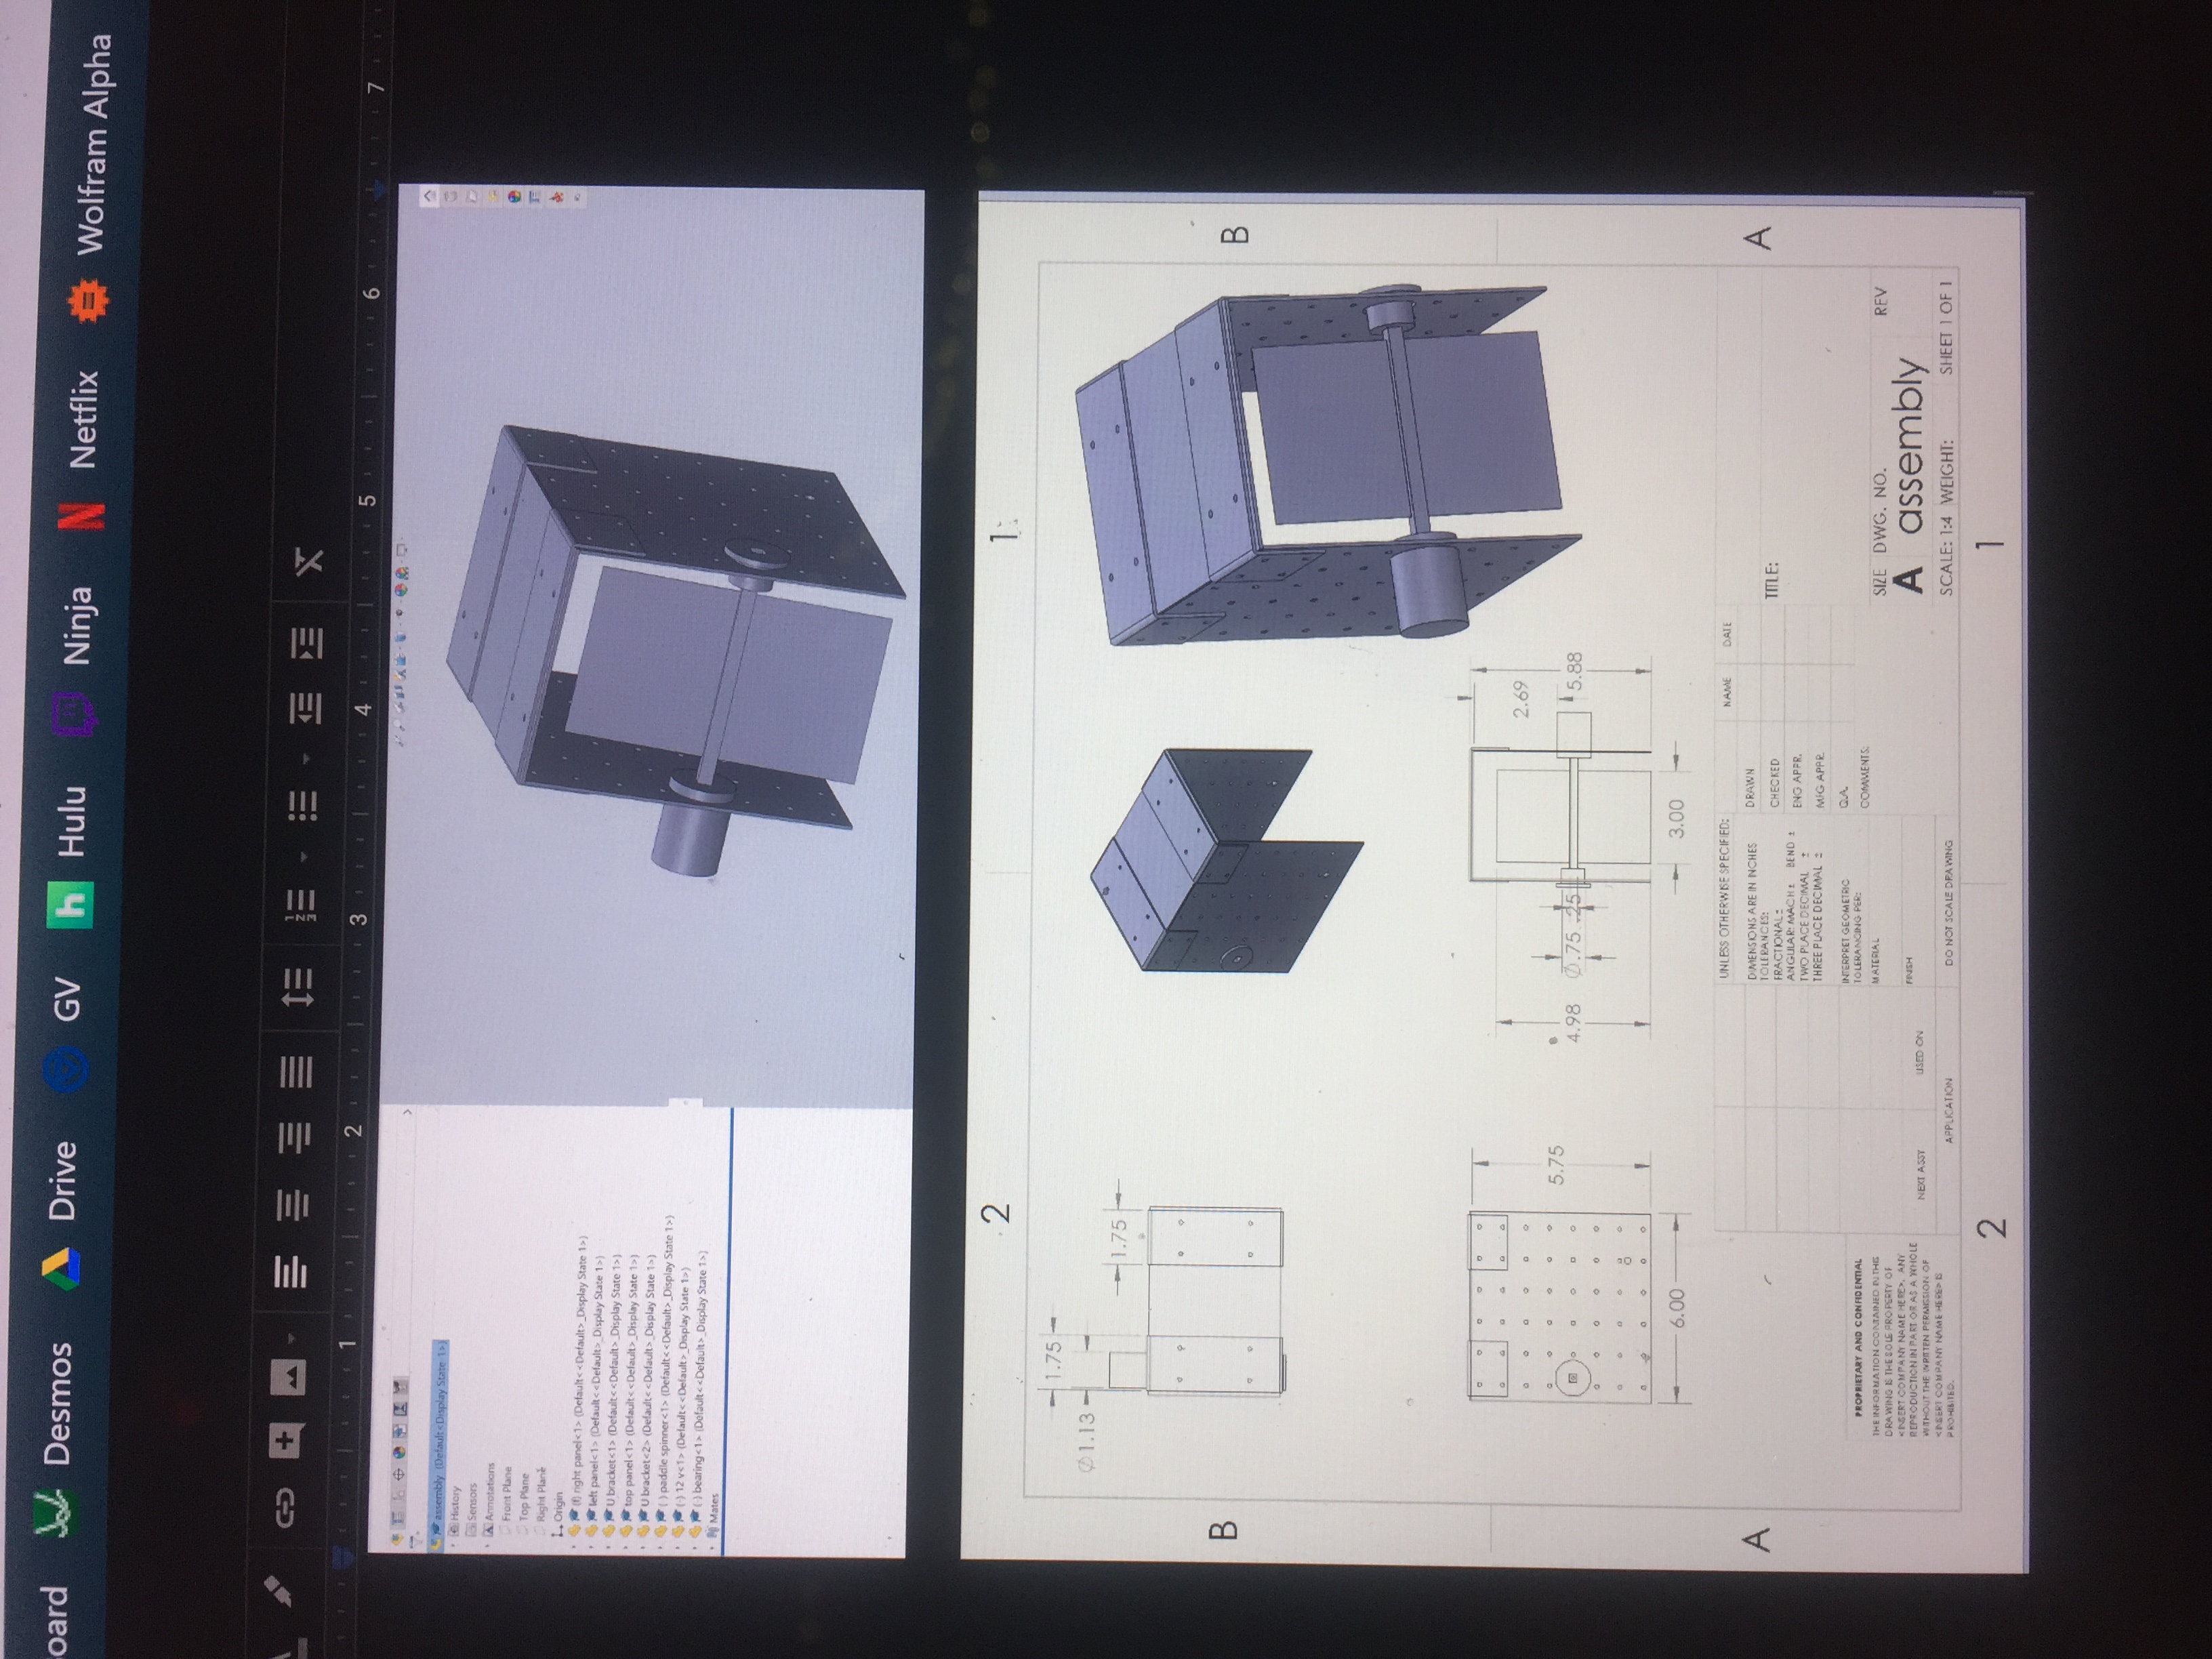 oard Desmos Drive GV Hulu Ninja Netflix Wolfram Alpha
1 2 3 4 5 6 7
assembly (Default<Display State 1>)
History
Sensors
Annotations
Front Plane
Top Plane
Right Plane
Origin
(f) right panel<1> (Default<<Default>_Display State 1>)
left panel<1> (Default<<Default>_Display State 1>)
U bracket<1> (Default<<Default>_Display State 1>)
top panel<1> (Default<<Default>_Display State 1>)
U bracket<2> (Default<<Default>_Display State 1>)
(-) paddle spinner<1> (Default<<Default>_Display State 1>)
(-) 12 v<1> (Default<<Default>_Display State 1>)
(-) bearing<1> (Default<<Default>_Display State 1>)
Mates
2 1
1.75
Ø1.13
1.75
B B
5.75
6.00
4.98 Ø.75 .25
2.69
5.88
3.00
A A
UNLESS OTHERWISE SPECIFIED:
DIMENSIONS ARE IN INCHES
TOLERANCES:
FRACTIONAL±
ANGULAR: MACH± BEND ±
TWO PLACE DECIMAL ±
THREE PLACE DECIMAL ±
INTERPRET GEOMETRIC
TOLERANCING PER:
MATERIAL
FINISH
DO NOT SCALE DRAWING
NAME DATE
DRAWN
CHECKED
ENG APPR.
MFG APPR.
Q.A.
COMMENTS:
TITLE:
SIZE DWG. NO. REV
A assembly
SCALE: 1:4 WEIGHT: SHEET 1 OF 1
PROPRIETARY AND CONFIDENTIAL
THE INFORMATION CONTAINED IN THIS
DRAWING IS THE SOLE PROPERTY OF
<INSERT COMPANY NAME HERE>. ANY
REPRODUCTION IN PART OR AS A WHOLE
WITHOUT THE WRITTEN PERMISSION OF
<INSERT COMPANY NAME HERE> IS
PROHIBITED.
NEXT ASSY USED ON
APPLICATION
2 1